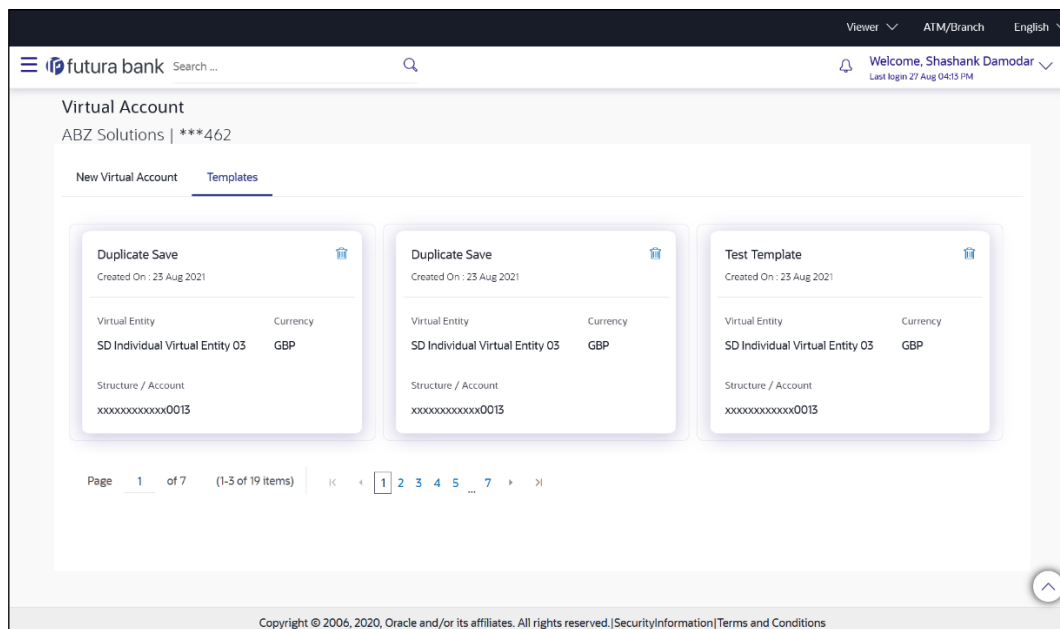 Viewer ATM/Branch English
futura bank Search ... Welcome, Shashank Damodar
Last login 27 Aug 04:13 PM
Virtual Account
ABZ Solutions | ***462
New Virtual Account Templates
Duplicate Save Duplicate Save Test Template
Created On : 23 Aug 2021 Created On : 23 Aug 2021 Created On : 23 Aug 2021
Virtual Entity Currency Virtual Entity Currency Virtual Entity Currency
SD Individual Virtual Entity 03 GBP SD Individual Virtual Entity 03 GBP SD Individual Virtual Entity 03 GBP
Structure / Account Structure / Account Structure / Account
xxxxxxxxxxxx0013 xxxxxxxxxxxx0013 xxxxxxxxxxxx0013
Page 1 of 7 (1-3 of 19 items) 1 2 3 4 5 ... 7
Copyright © 2006, 2020, Oracle and/or its affiliates. All rights reserved.|SecurityInformation|Terms and Conditions